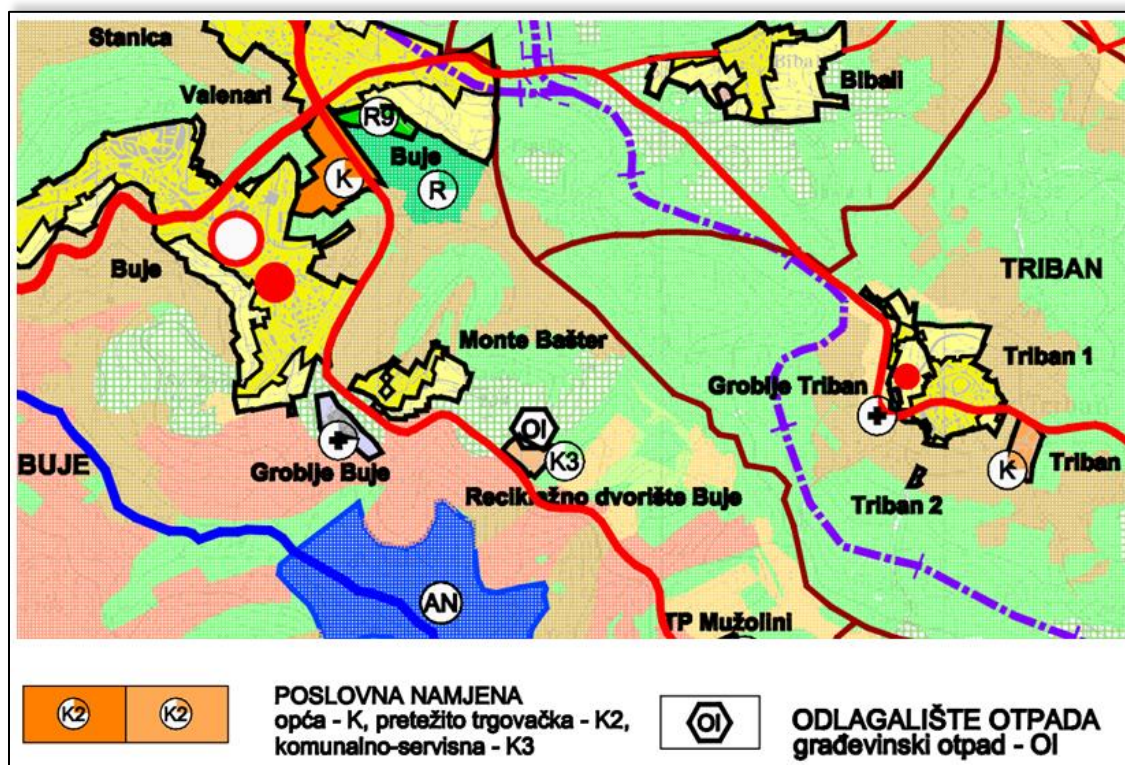 Stanica
Bibali
Valenari
R9
Buje
K
R
Buje
TRIBAN
Monte Bašter
Triban 1
Groblje Triban
OI
K3
BUJE
Groblje Buje
K
Triban
Reciklažno dvorište Buje
Triban 2
AN
TP Mužolini
K2
K2
POSLOVNA NAMJENA
opća - K, pretežito trgovačka - K2,
komunalno-servisna - K3
OI
ODLAGALIŠTE OTPADA
građevinski otpad - OI